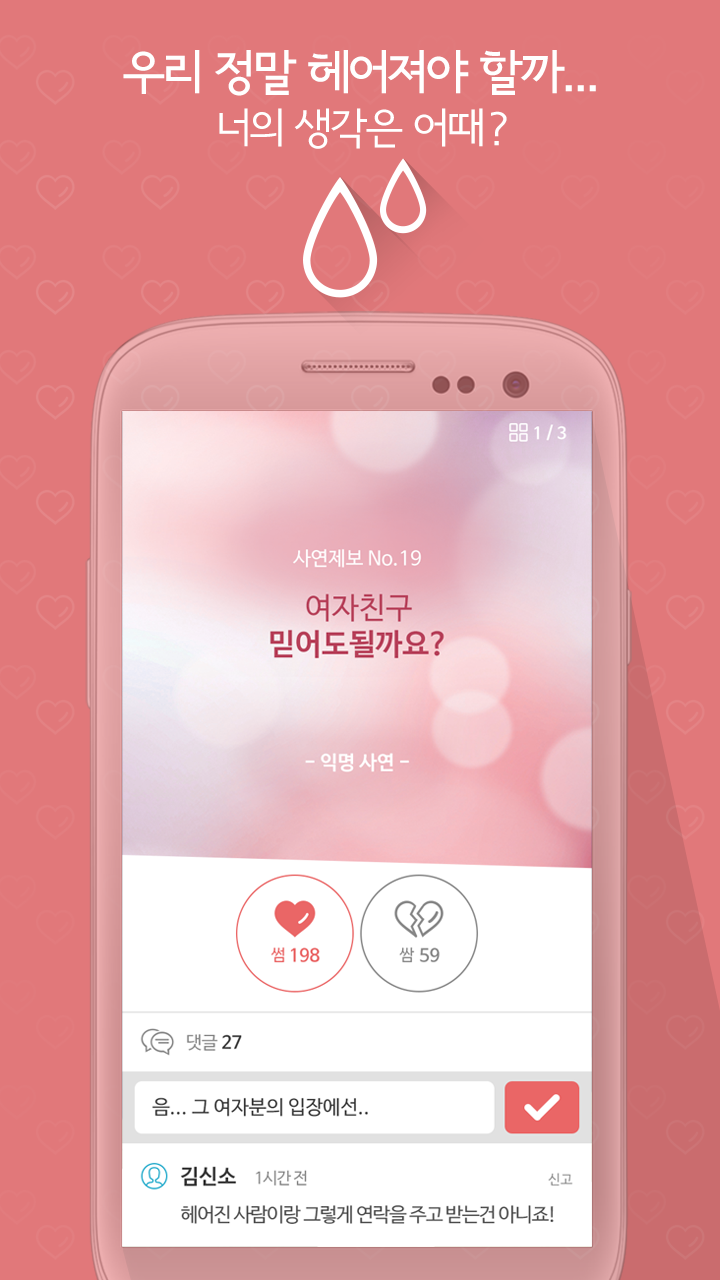 우리 정말 헤어져야 할까...
너의 생각은 어때?
1 / 3
사연제보 No.19
여자친구
믿어도될까요?
- 익명 사연 -
썸 198
쌈 59
댓글 27
음... 그 여자분의 입장에선..
김신소 1시간 전 신고
헤어진 사람이랑 그렇게 연락을 주고 받는건 아니죠!